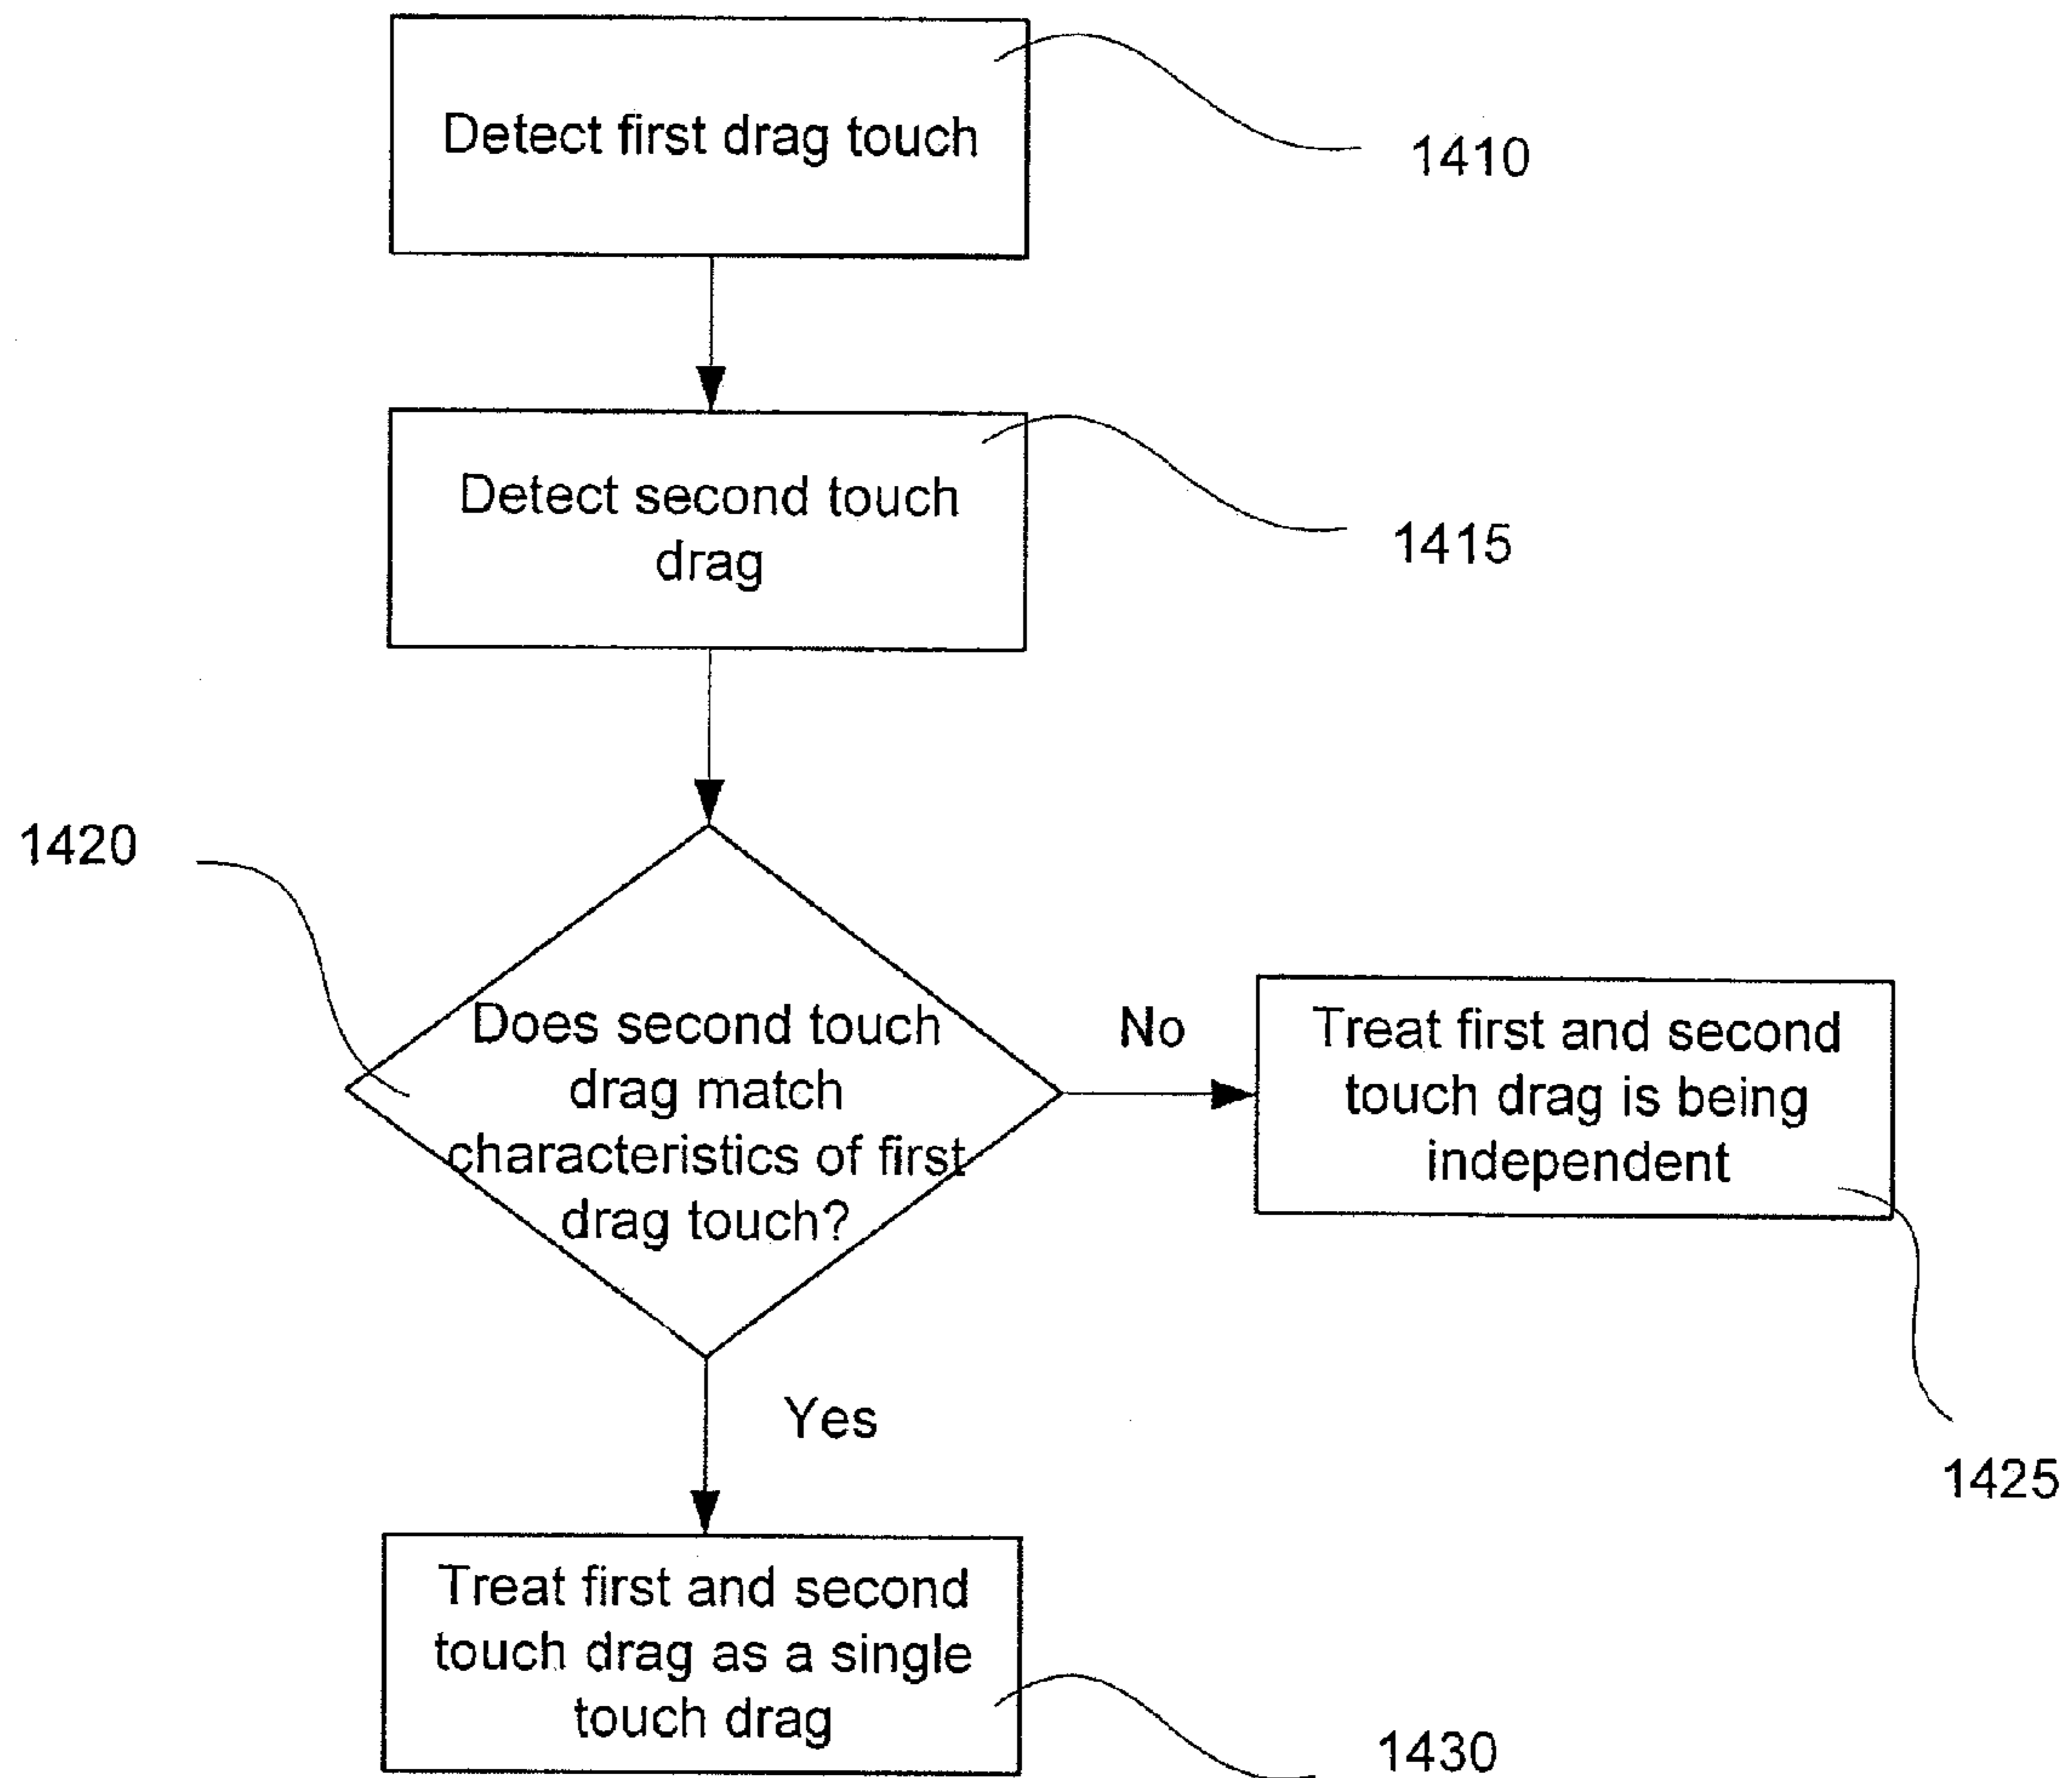 Detect first drag touch
1410
Detect second touch
drag
1415
1420
Does second touch
drag match
characteristics of first
drag touch?
No
Treat first and second
touch drag is being
independent
1425
Yes
Treat first and second
touch drag as a single
touch drag
1430